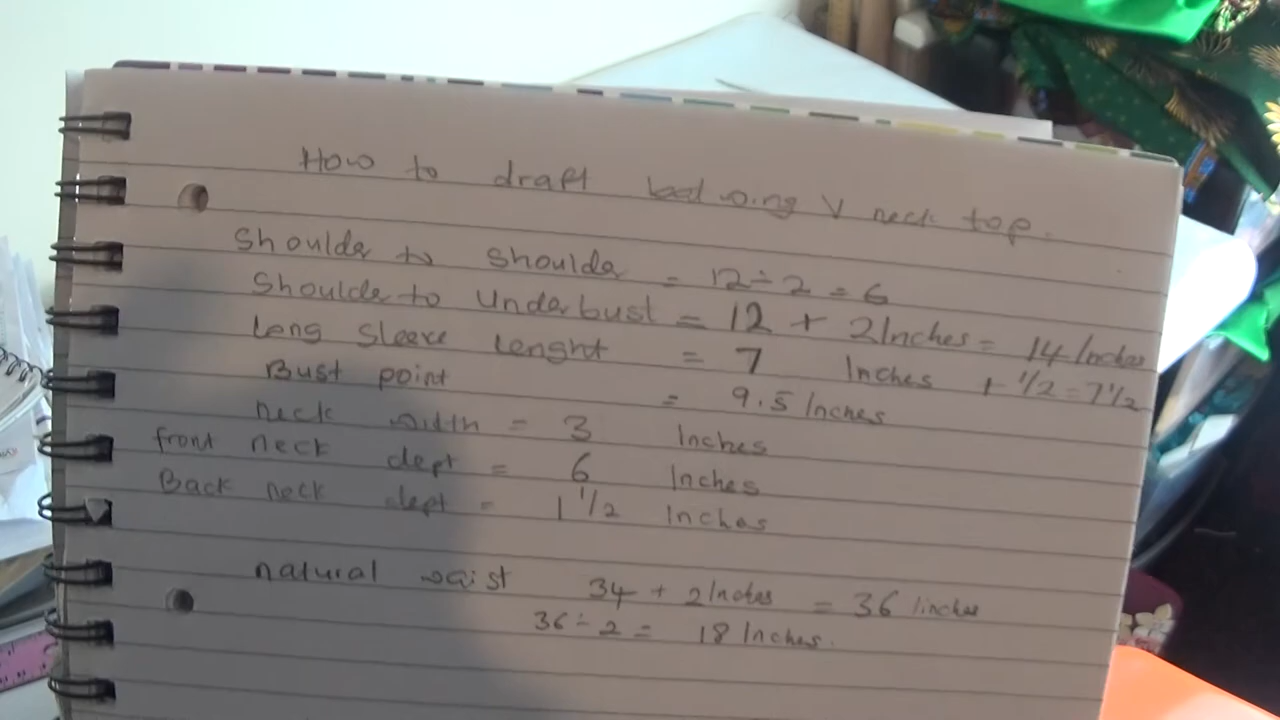 How to draft batwing V neck top.
Shoulder to Shoulder = 12 ÷ 2 = 6
Shoulder to Underbust = 12 + 2 Inches = 14 Inches
Long Sleeve Lenght = 7 Inches + 1/2 = 7 1/2
Bust point = 9.5 Inches
neck width = 3 Inches
front neck dept = 6 Inches
Back neck dept = 1 1/2 Inches
natural waist 34 + 2 Inches = 36 Iinches
36 ÷ 2 = 18 Inches.